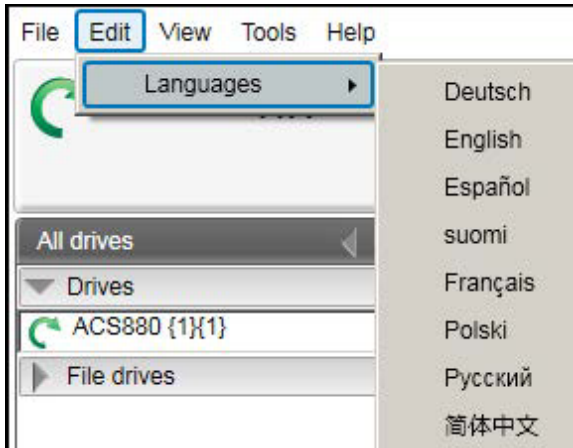 File Edit View Tools Help
Languages
Deutsch
English
Español
suomi
Français
Polski
Русский
简体中文
All drives
Drives
ACS880 {1}{1}
File drives